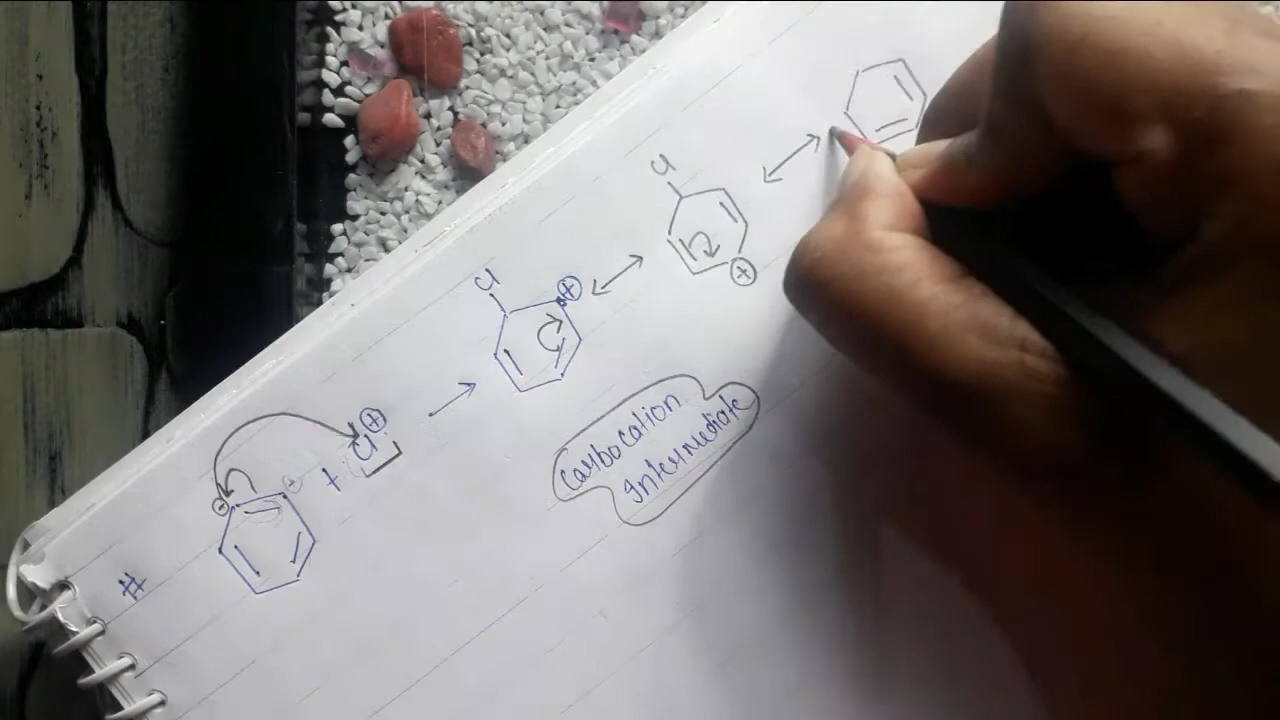 Cl
Cl ⊕
⊕
Cl ⊕
⊖ + +
#
Carbocation
Intermediate